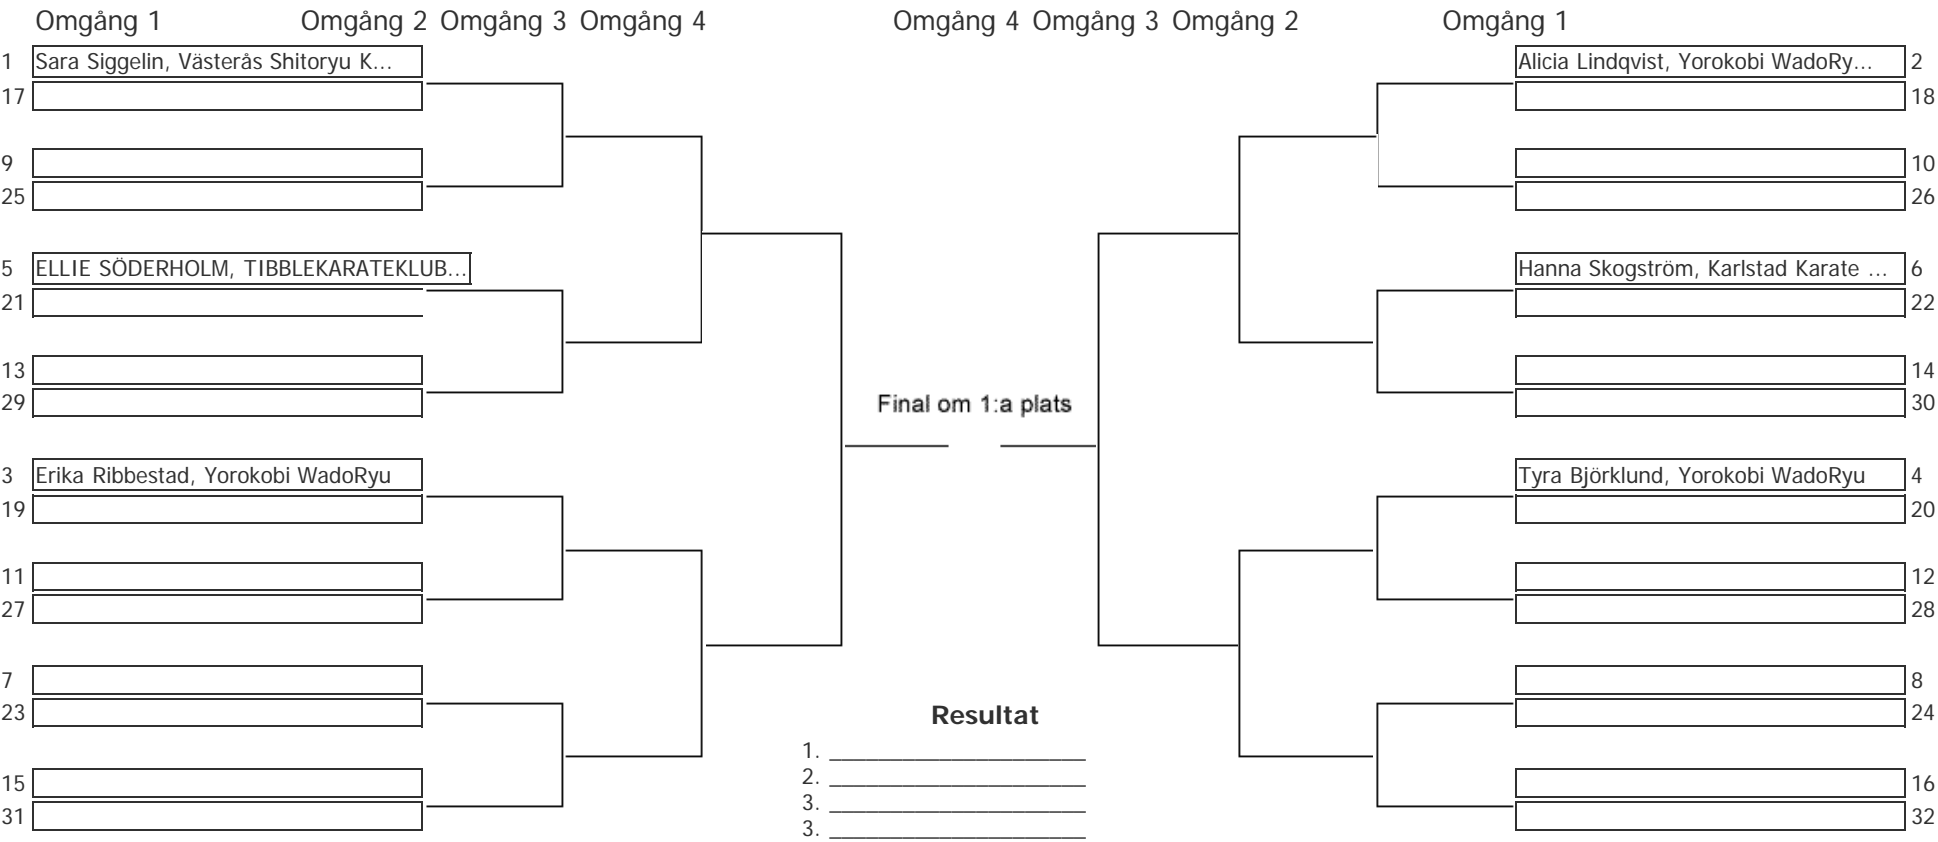 Omgång 1 Omgång 2 Omgång 3 Omgång 4 Omgång 4 Omgång 3 Omgång 2 Omgång 1
1 Sara Siggelin, Västerås Shitoryu K... Alicia Lindqvist, Yorokobi WadoRy... 2
17 18
9 10
25 26
5 ELLIE SÖDERHOLM, TIBBLEKARATEKLUB... Hanna Skogström, Karlstad Karate ... 6
21 22
13 14
29 30
Final om 1:a plats
3 Erika Ribbestad, Yorokobi WadoRyu Tyra Björklund, Yorokobi WadoRyu 4
19 20
11 12
27 28
7 8
23 24
Resultat
1. ____________________
2. ____________________
15 16
3. ____________________
31 32
3. ____________________